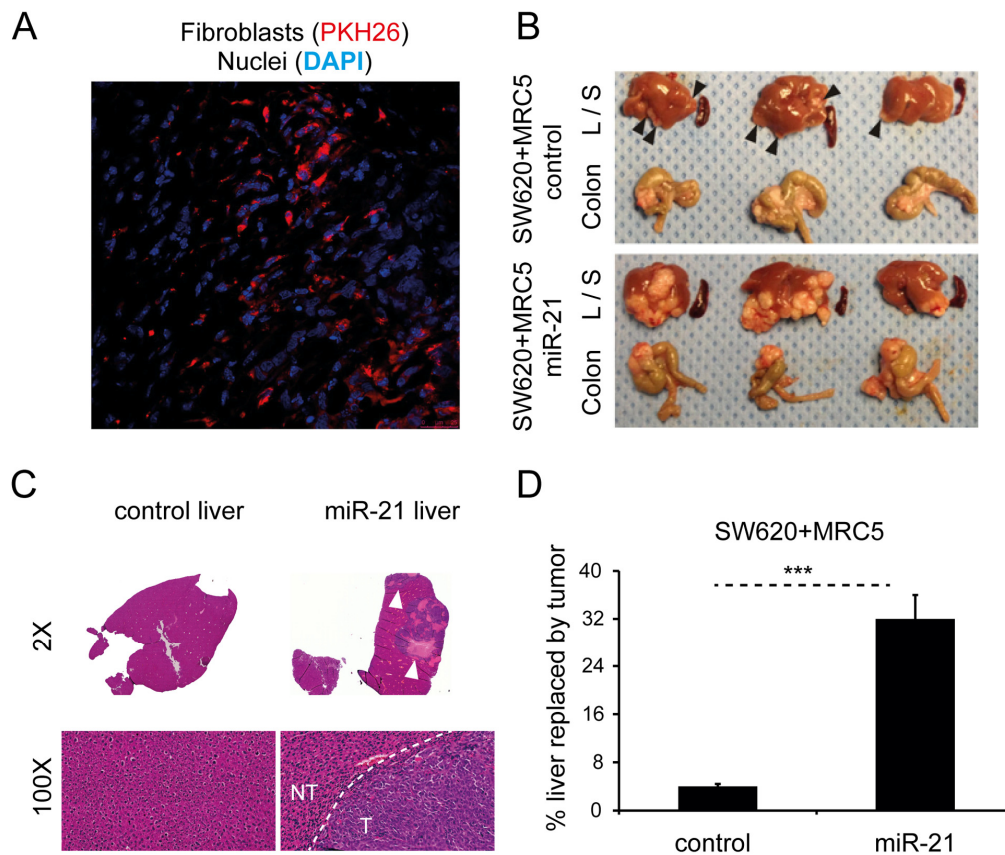 A
Fibroblasts (PKH26)
Nuclei (DAPI)
B
SW620+MRC5
control
L / S
Colon
SW620+MRC5
miR-21
L / S
Colon
C
control liver
miR-21 liver
2X
100X
NT
T
D
SW620+MRC5
***
% liver replaced by tumor
40
32
24
16
8
0
control
miR-21